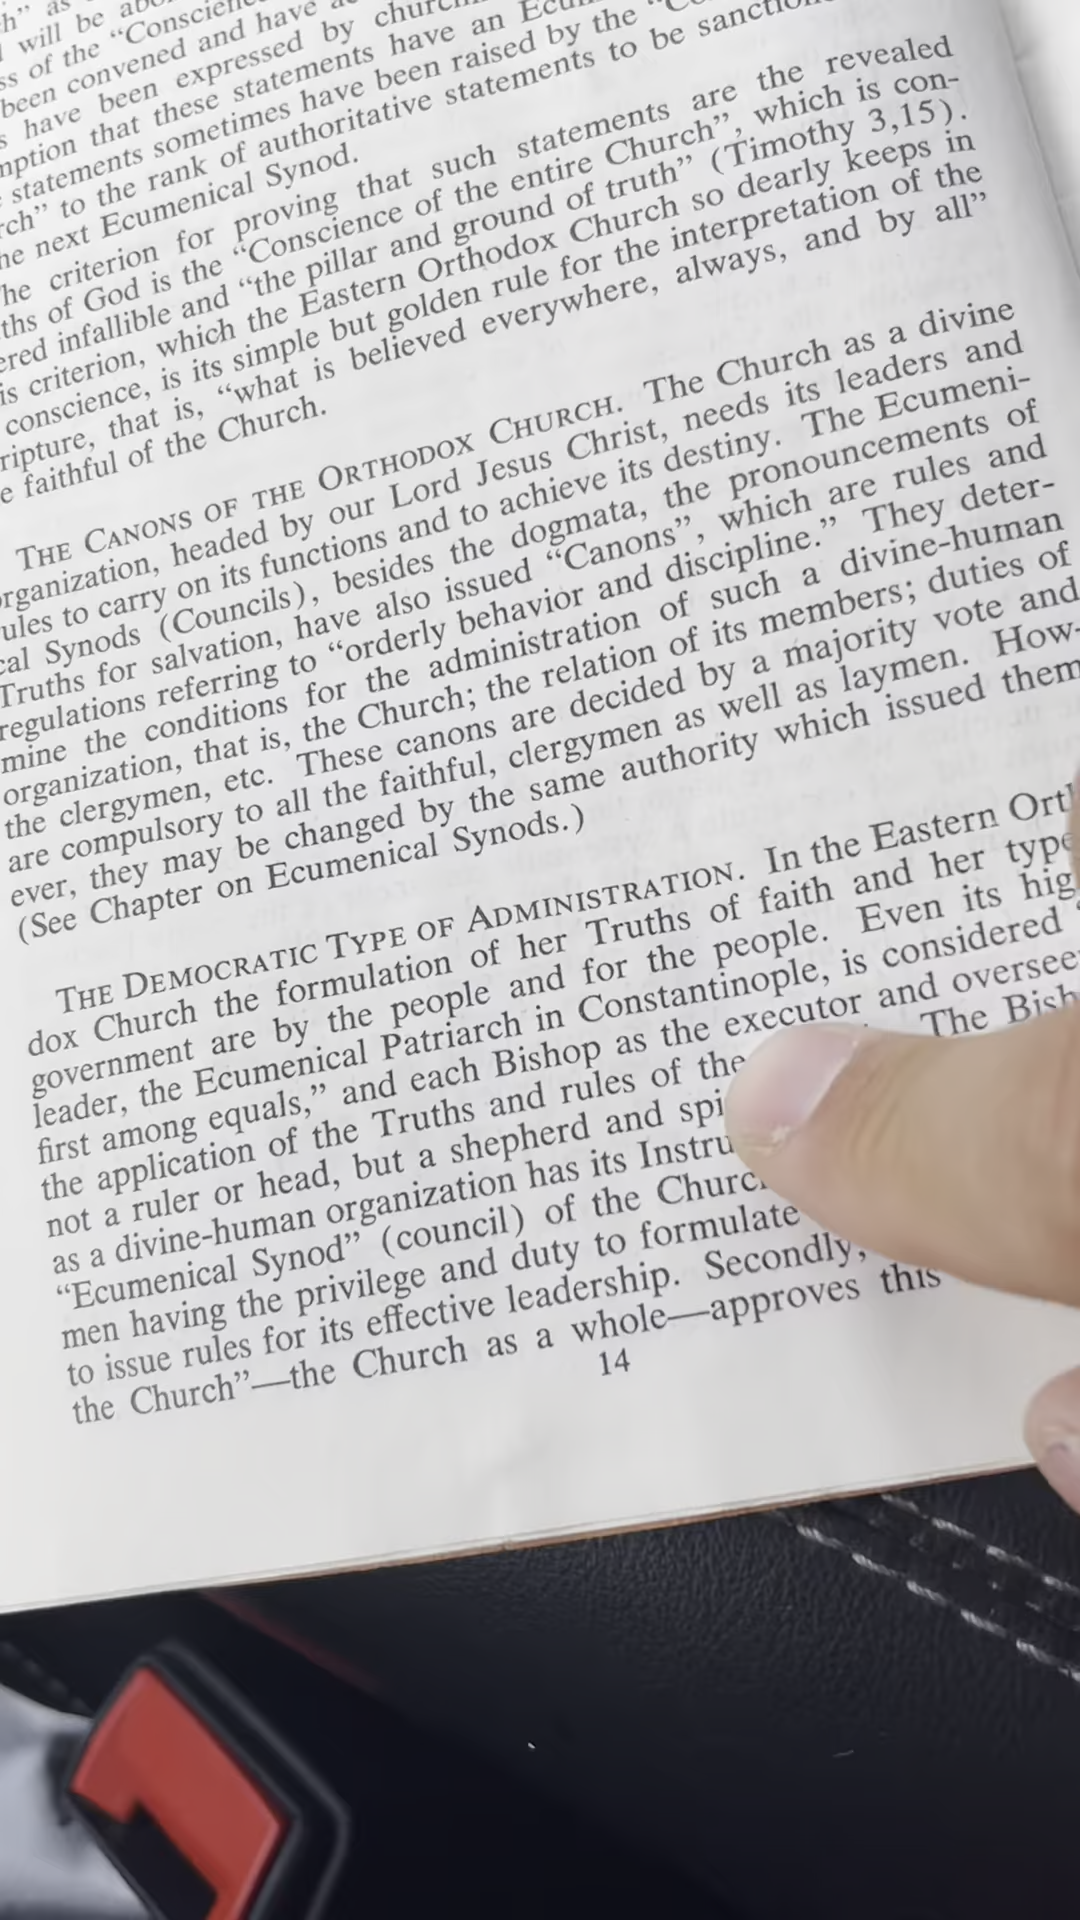 h" as
will be abo
ss of the "Conscien
been convened and have a
s have been expressed by church
mption that these statements have an Ecu
statements sometimes have been raised by the "Co
rch" to the rank of authoritative statements to be sanction
he next Ecumenical Synod.
he criterion for proving that such statements are the revealed
ths of God is the "Conscience of the entire Church", which is con-
ered infallible and "the pillar and ground of truth" (Timothy 3,15).
is criterion, which the Eastern Orthodox Church so dearly keeps in
conscience, is its simple but golden rule for the interpretation of the
ripture, that is, "what is believed everywhere, always, and by all"
e faithful of the Church.
THE CANONS OF THE ORTHODOX CHURCH. The Church as a divine
rganization, headed by our Lord Jesus Christ, needs its leaders and
ules to carry on its functions and to achieve its destiny. The Ecumeni-
cal Synods (Councils), besides the dogmata, the pronouncements of
Truths for salvation, have also issued "Canons", which are rules and
regulations referring to "orderly behavior and discipline." They deter-
mine the conditions for the administration of such a divine-human
organization, that is, the Church; the relation of its members; duties of
the clergymen, etc. These canons are decided by a majority vote and
are compulsory to all the faithful, clergymen as well as laymen. How-
ever, they may be changed by the same authority which issued them
(See Chapter on Ecumenical Synods.)
THE DEMOCRATIC TYPE OF ADMINISTRATION. In the Eastern Ort
dox Church the formulation of her Truths of faith and her type
government are by the people and for the people. Even its hig
leader, the Ecumenical Patriarch in Constantinople, is considered "
first among equals," and each Bishop as the executor and oversee
the application of the Truths and rules of the The Bish
not a ruler or head, but a shepherd and spi
as a divine-human organization has its Instru
"Ecumenical Synod" (council) of the Churc
men having the privilege and duty to formulate
to issue rules for its effective leadership. Secondly,
the Church"—the Church as a whole—approves this
14